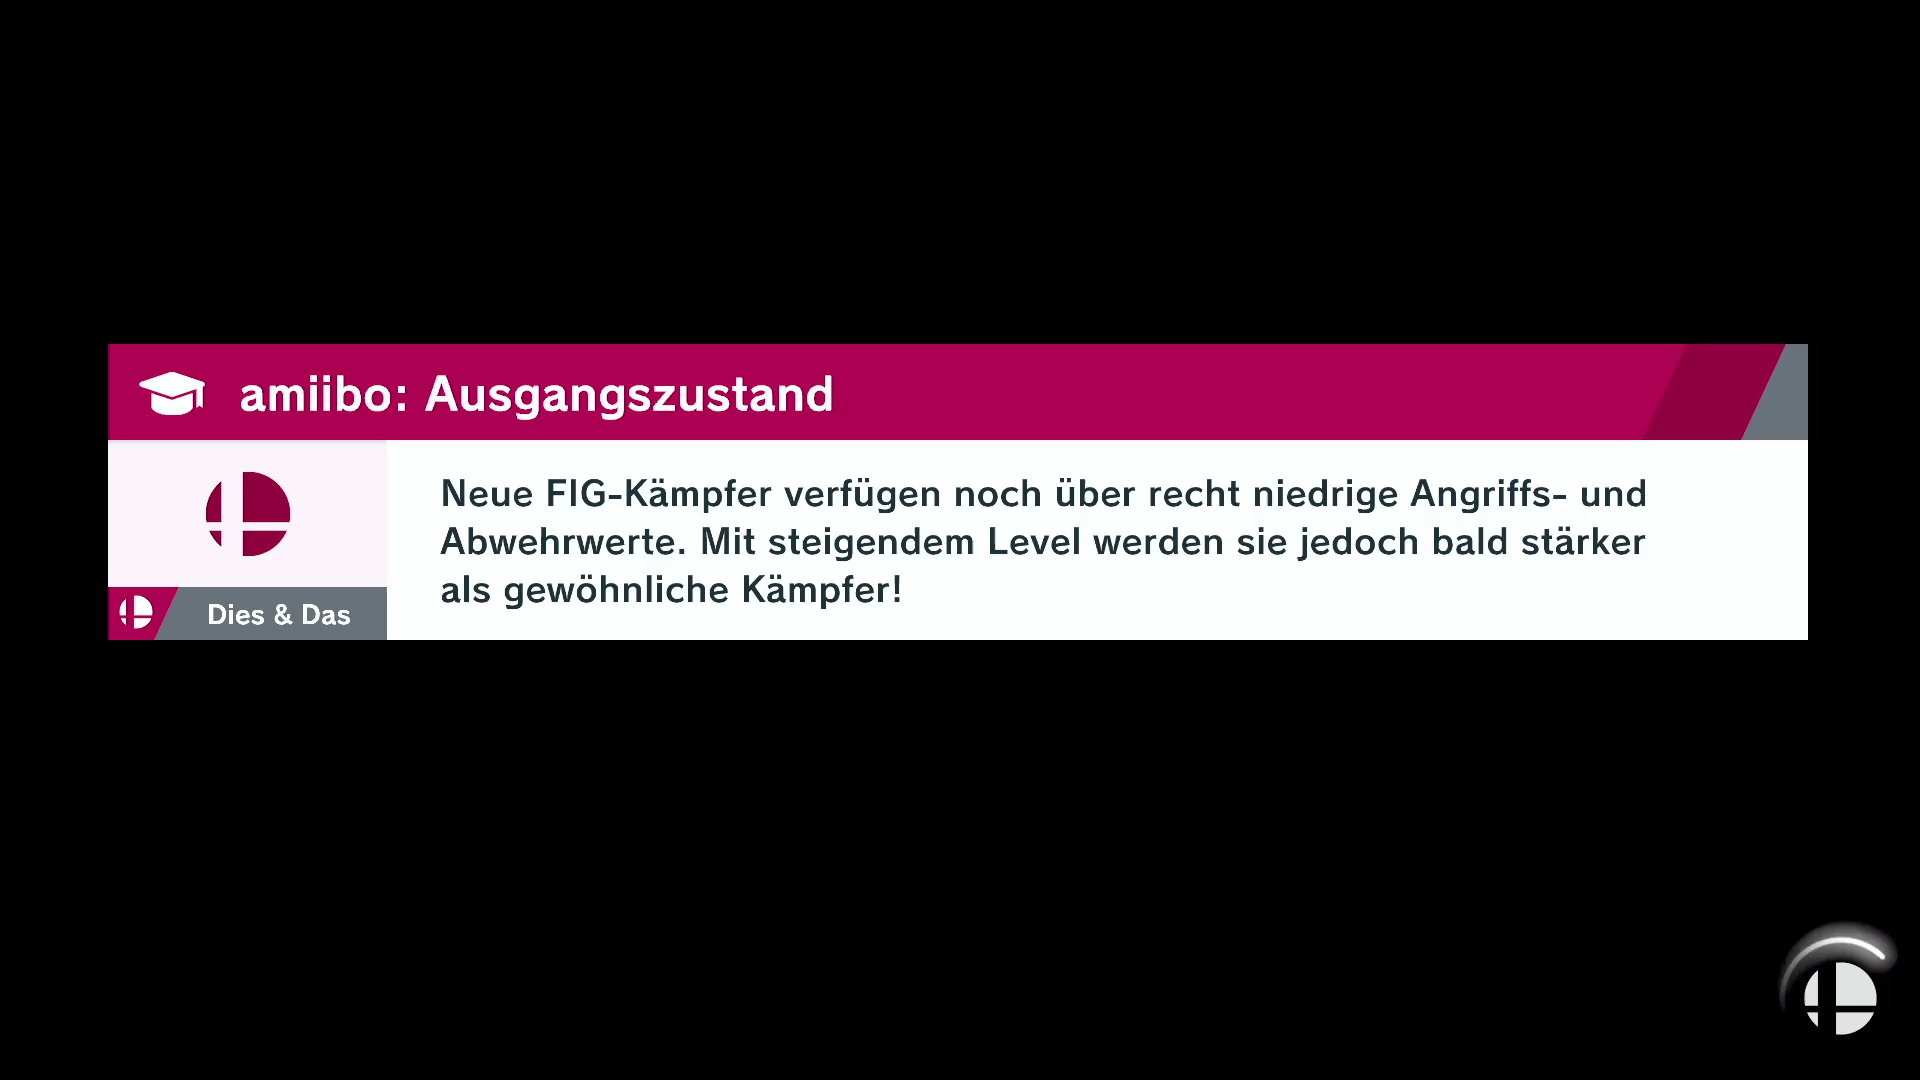 amiibo: Ausgangszustand
Neue FIG-Kämpfer verfügen noch über recht niedrige Angriffs- und
Abwehrwerte. Mit steigendem Level werden sie jedoch bald stärker
als gewöhnliche Kämpfer!
Dies & Das